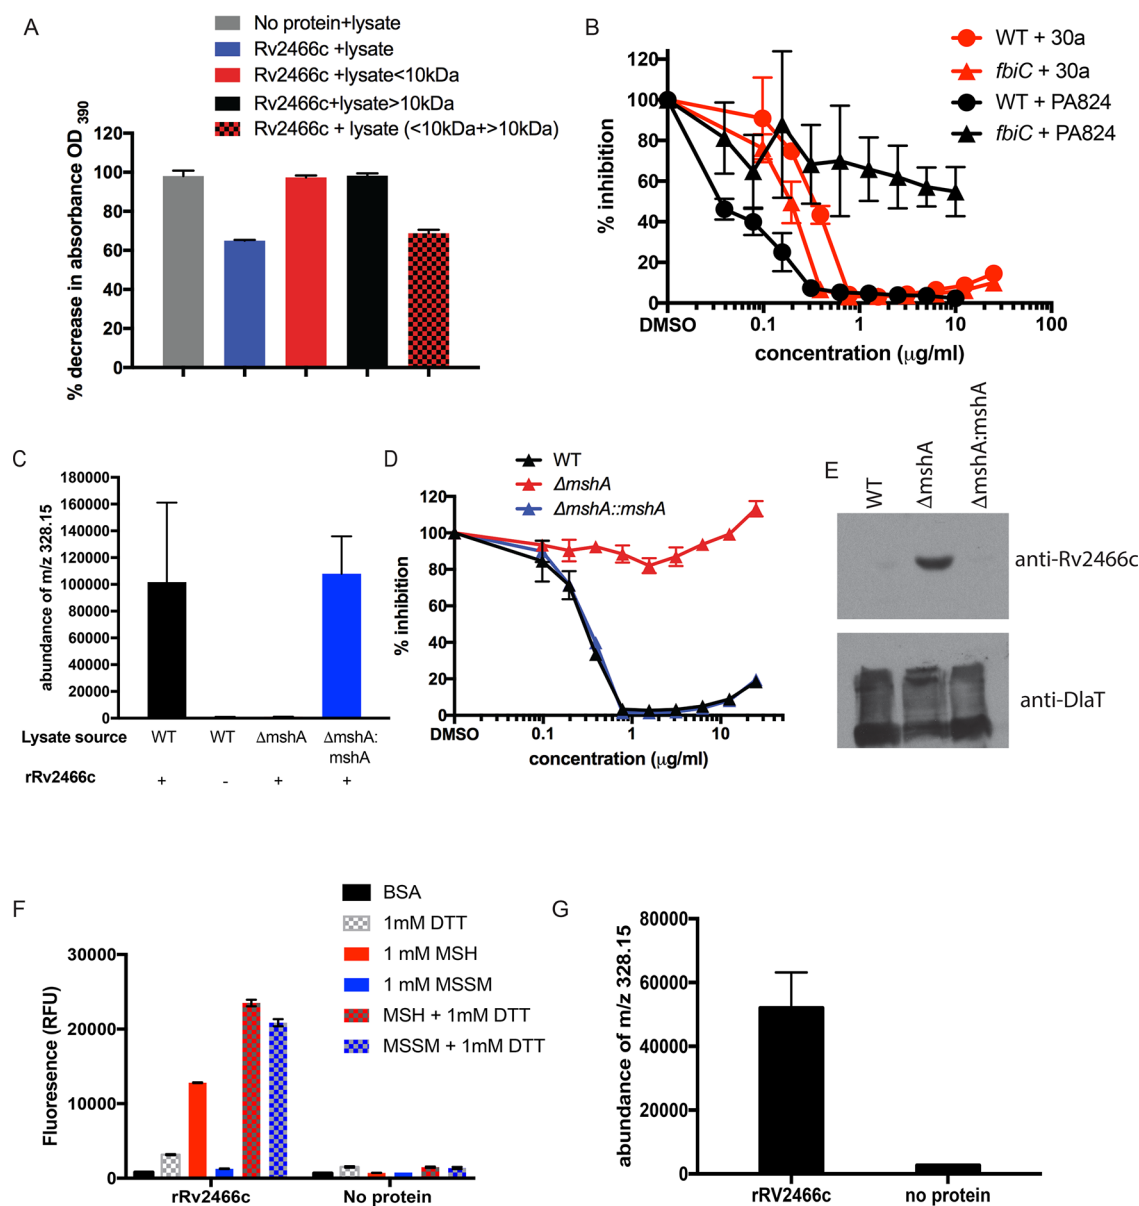 A
No protein+lysate
Rv2466c +lysate
Rv2466c +lysate<10kDa
Rv2466c+lysate>10kDa
Rv2466c + lysate (<10kDa+>10kDa)
% decrease in absorbance OD 390
120
100
80
60
40
20
0
B
WT + 30a
fbiC + 30a
WT + PA824
fbiC + PA824
% inhibition
120
100
80
60
40
20
0
DMSO
0.1
1
10
100
concentration (μg/ml)
C
abundance of m/z 328.15
180000
160000
140000
120000
100000
80000
60000
40000
20000
0
Lysate source WT WT ΔmshA ΔmshA:
mshA
rRv2466c + - + +
D
WT
ΔmshA
ΔmshA::mshA
% inhibition
120
100
80
60
40
20
0
DMSO
0.1
1
10
concentration (μg/ml)
E
WT
ΔmshA
ΔmshA:mshA
anti-Rv2466c
anti-DlaT
F
BSA
1mM DTT
1 mM MSH
1 mM MSSM
MSH + 1mM DTT
MSSM + 1mM DTT
Fluoresence (RFU)
30000
20000
10000
0
rRv2466c
No protein
G
abundance of m/z 328.15
80000
60000
40000
20000
0
rRV2466c
no protein